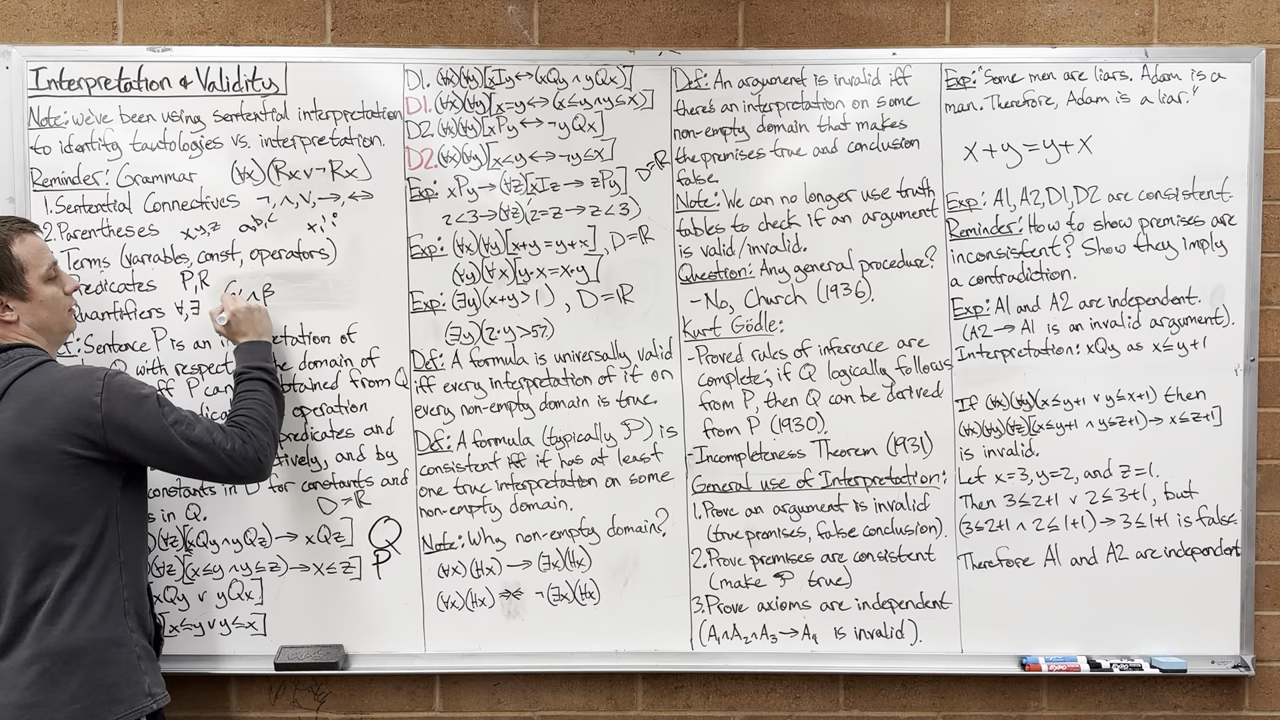 Interpretation & Validity
Note: we've been using sentential interpretation
to identify tautologies vs. interpretation.
Reminder: Grammar (∀x)(Rx ∨ ¬Rx)
1. Sentential Connectives ¬, ∧, ∨, →, ↔
2. Parentheses x,y,z a,b,c
Terms (variables, const, operators)
redicates P,R
uantifiers ∀,∃
: Sentence P is an in retation of
Q with respect domain of
ff P can btained from Q
dica operation
redicates and
tively, and by
constants in D for constants and
s in Q. D=ℝ
)(∀z)[(xQy ∧ yQz) → xQz] Q
)(∀z)[(x≤y ∧ y≤z) → x≤z] P
xQy ∨ yQx]
[x≤y ∨ y≤x]
D1. (∀x)(∀y)[xIy ↔ (xQy ∧ yQx)]
D1. (∀x)(∀y)[x=y ↔ (x≤y ∧ y≤x)]
D2. (∀x)(∀y)[xPy ↔ ¬yQx]
D2. (∀x)(∀y)[x<y ↔ ¬y≤x] D=ℝ
Exp: xPy → (∀z)[xIz → zPy]
2<3 → (∀z)(2=z → z<3)
Exp: (∀x)(∀y)[x+y=y+x], D=ℝ
(∀y)(∀x)[y·x=x·y]
Exp: (∃y)(x+y>1), D=ℝ
(∃y)(2·y>57)
Def: A formula is universally valid
iff every interpretation of it on
every non-empty domain is true.
Def: A formula (typically P) is
consistent iff it has at least
one true interpretation on some
non-empty domain.
Note: Why non-empty domain?
(∀x)(Hx) → (∃x)(Hx)
(∀x)(Hx) ¬(∃x)(Hx)
Def: An argument is invalid iff
there's an interpretation on some
non-empty domain that makes
the premises true and conclusion
false.
Note: We can no longer use truth
tables to check if an argument
is valid/invalid.
Question: Any general procedure?
-No, Church (1936).
Kurt Gödle:
-Proved rules of inference are
complete; if Q logically follows
from P, then Q can be derived
from P (1930).
-Incompleteness Theorem (1931)
General use of Interpretation:
1. Prove an argument is invalid
(true premises, false conclusion).
2. Prove premises are consistent
(make P true)
3. Prove axioms are independent
(A₁∧A₂∧A₃→A₄ is invalid).
Exp: "Some men are liars. Adam is a
man. Therefore, Adam is a liar."
x+y=y+x
Exp: A1, A2, D1, D2 are consistent.
Reminder: How to show premises are
inconsistent? Show they imply
a contradiction.
Exp: A1 and A2 are independent.
(A2 → A1 is an invalid argument).
Interpretation: xQy as x≤y+1
If (∀x)(∀y)(x≤y+1 ∨ y≤x+1) then
(∀x)(∀y)(∀z)[(x≤y+1 ∧ y≤z+1) → x≤z+1]
is invalid.
Let x=3, y=2, and z=1.
Then 3≤2+1 ∨ 2≤3+1, but
(3≤2+1 ∧ 2≤1+1) → 3≤1+1 is false
Therefore A1 and A2 are independent